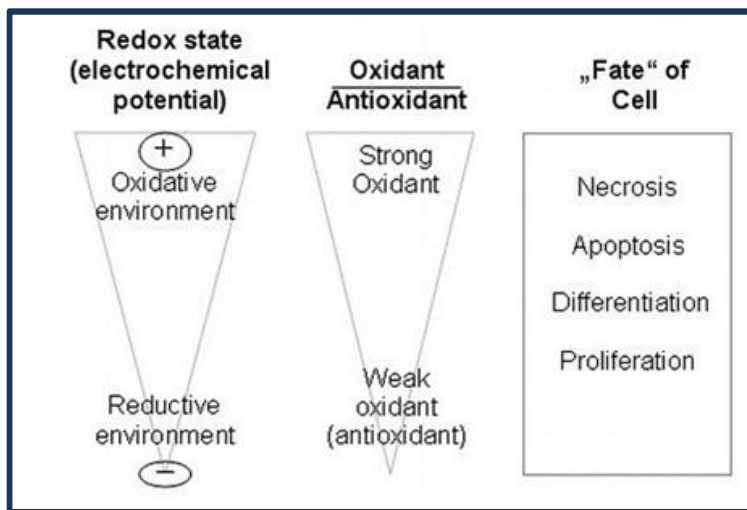 Redox state
(electrochemical
potential)
+
Oxidative
environment
Reductive
environment
−
Oxidant
Antioxidant
Strong
Oxidant
Weak
oxidant
(antioxidant)
„Fate“ of
Cell
Necrosis
Apoptosis
Differentiation
Proliferation